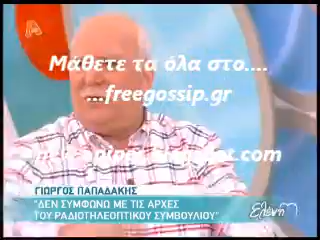 Α
Μάθετε τα όλα στο....
...freegossip.gr
ΓΙΩΡΓΟΣ ΠΑΠΑΔΑΚΗΣ
"ΔΕΝ ΣΥΜΦΩΝΩ ΜΕ ΤΙΣ ΑΡΧΕΣ
ΤΟΥ ΡΑΔΙΟΤΗΛΕΟΠΤΙΚΟΥ ΣΥΜΒΟΥΛΙΟΥ"
Ελένη